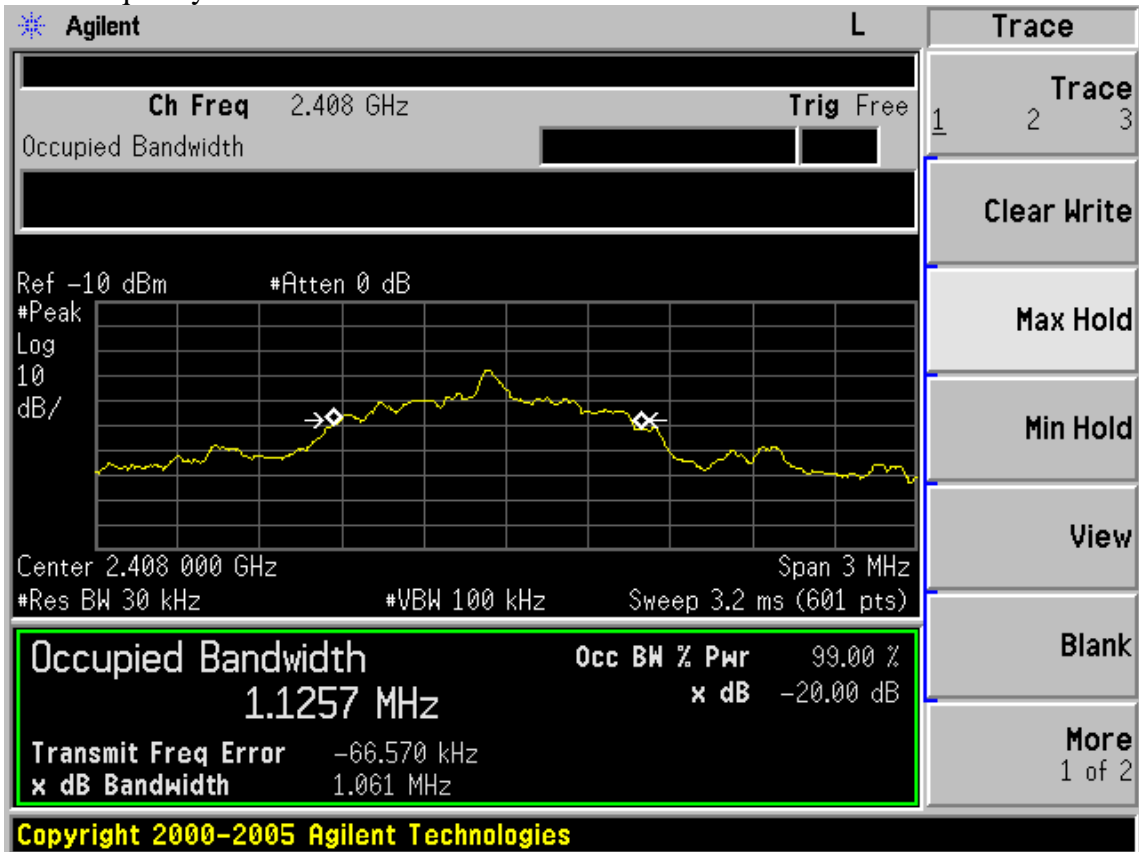 Agilent L Trace
Ch Freq 2.408 GHz Trig Free
Occupied Bandwidth
Trace
1 2 3
Clear Write
Ref -10 dBm #Atten 0 dB
#Peak
Log
10
dB/
Max Hold
Min Hold
View
Center 2.408 000 GHz Span 3 MHz
#Res BW 30 kHz #VBW 100 kHz Sweep 3.2 ms (601 pts)
Occupied Bandwidth
1.1257 MHz
Occ BW % Pwr 99.00 %
x dB -20.00 dB
Transmit Freq Error -66.570 kHz
x dB Bandwidth 1.061 MHz
Blank
More
1 of 2
Copyright 2000-2005 Agilent Technologies